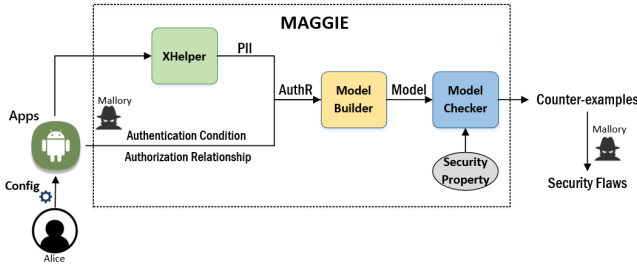 MAGGIE
XHelper
PII
Mallory
Apps
AuthR
Model
Builder
Model
Model
Checker
Counter-examples
Mallory
Authentication Condition
Authorization Relationship
Security
Property
Security Flaws
Config
Alice